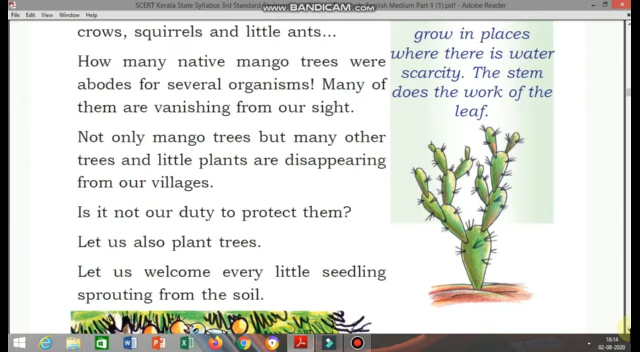 SCERT Kerala State Syllabus 3rd Standard
English Medium Part 1 (1).pdf - Adobe Reader
WWW.BANDICAM.COM
File Edit View Window Help
crows, squirrels and little ants...
How many native mango trees were
abodes for several organisms! Many of
them are vanishing from our sight.
Not only mango trees but many other
trees and little plants are disappearing
from our villages.
Is it not our duty to protect them?
Let us also plant trees.
Let us welcome every little seedling
sprouting from the soil.
grow in places
where there is water
scarcity. The stem
does the work of the
leaf.
18:14
02-08-2020